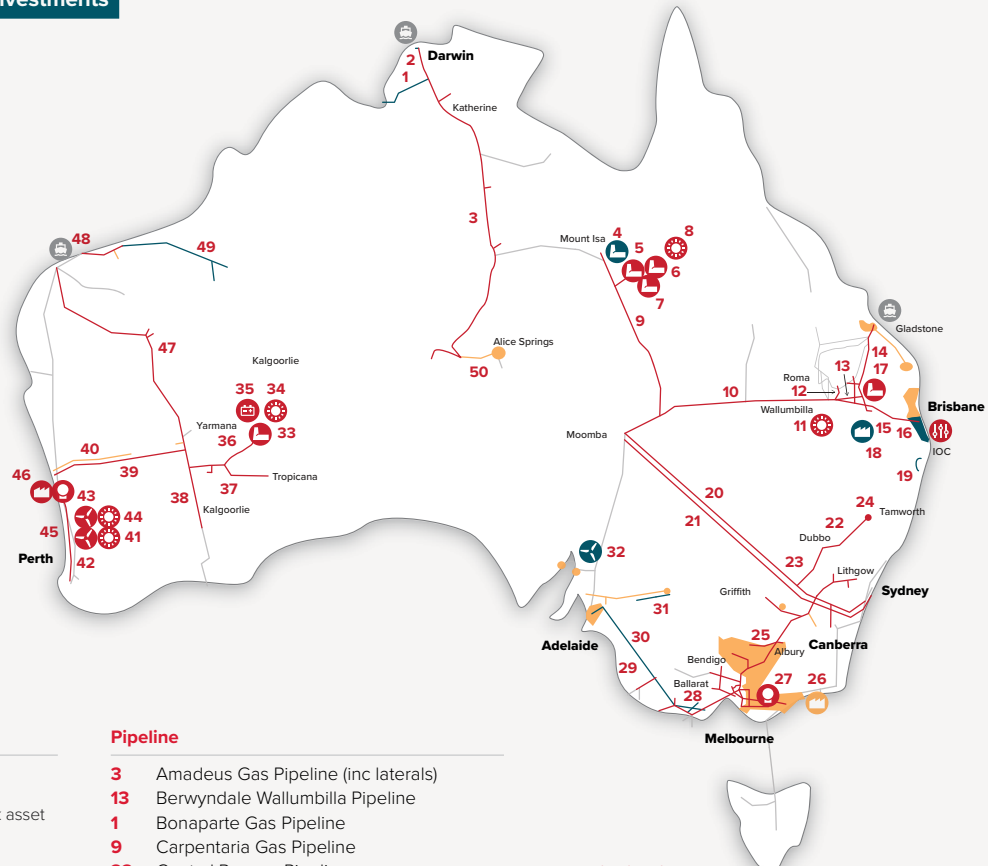 vestments
2
Darwin
1
Katherine
3
48
49
Mount Isa
4
5
8
6
7
9
Gladstone
47
Alice Springs
50
14
13
17
Roma
12
10
Kalgoorlie
35
34
Wallumbilla
11
Brisbane
15
16
18
IOC
Yarmana
36
33
Moomba
40
39
46
43
37
Tropicana
38
Kalgoorlie
19
20
21
24
Tamworth
22
Dubbo
44
45
41
Perth
42
32
23
Lithgow
Griffith
Sydney
31
Adelaide
30
25
Canberra
Albury
Bendigo
29
27
26
Ballarat
28
Melbourne
Pipeline
3 Amadeus Gas Pipeline (inc laterals)
13 Berwyndale Wallumbilla Pipeline
t asset
1 Bonaparte Gas Pipeline
9 Carpentaria Gas Pipeline